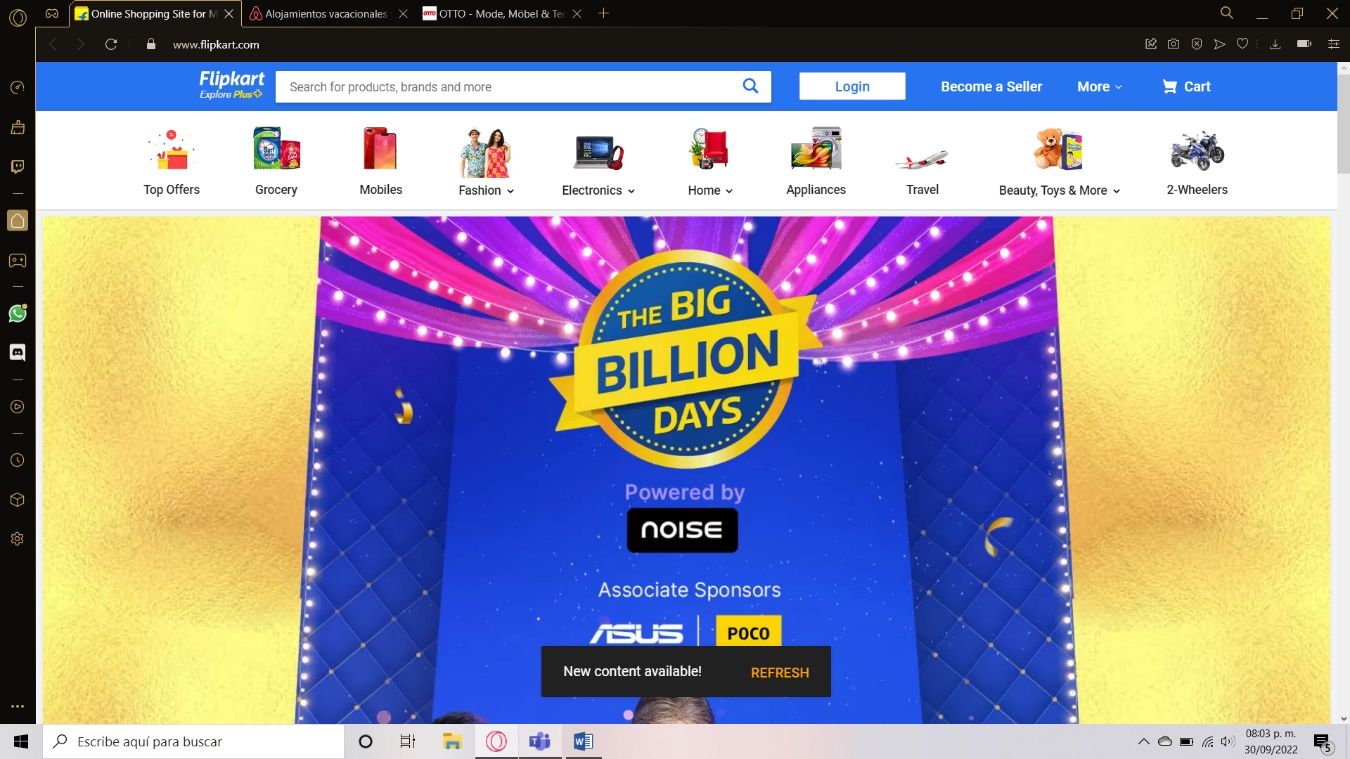 Online Shopping Site for M
Alojamientos vacacionales
OTTO - Mode, Möbel & Tec
www.flipkart.com
Flipkart
Explore Plus
Search for products, brands and more
Login
Become a Seller
More
Cart
Top Offers
Grocery
Mobiles
Fashion
Electronics
Home
Appliances
Travel
Beauty, Toys & More
2-Wheelers
THE BIG
BILLION
DAYS
Powered by
NOISE
Associate Sponsors
ASUS
POCO
New content available!
REFRESH
Escribe aquí para buscar
08:03 p. m.
30/09/2022
5